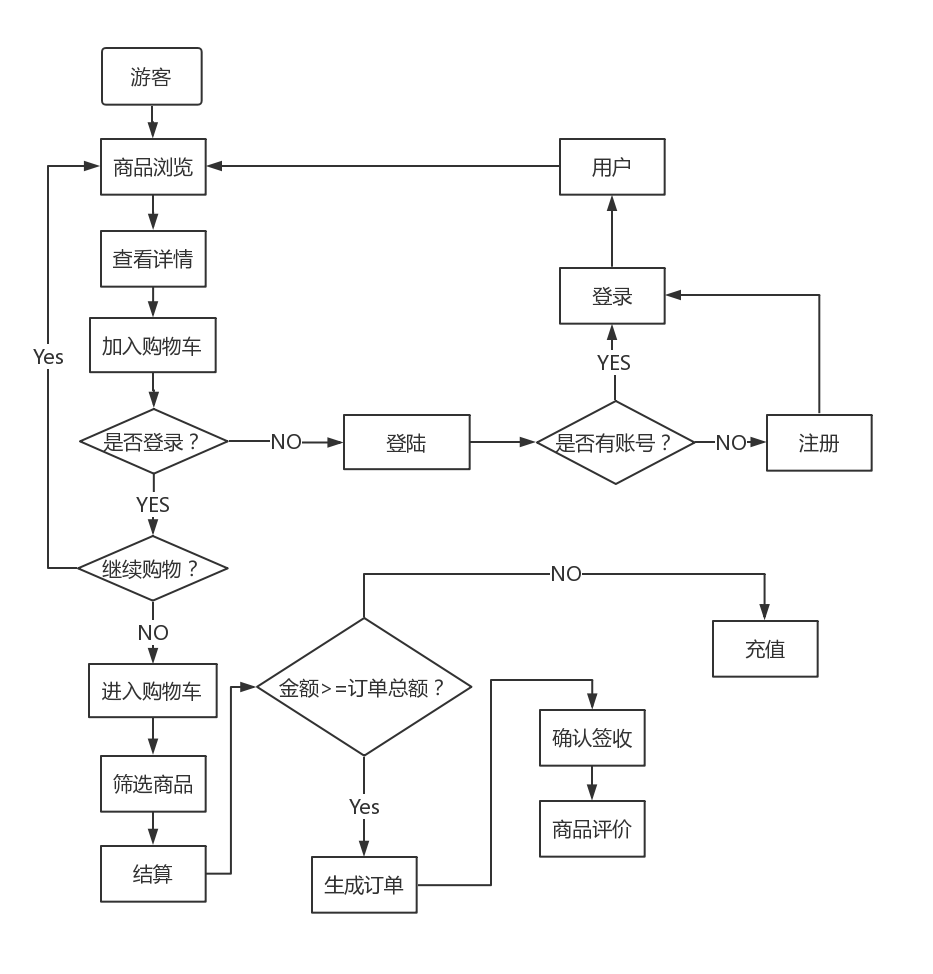 游客
商品浏览
用户
查看详情
登录
加入购物车
Yes
YES
是否登录？
NO
登陆
是否有账号？
NO
注册
YES
继续购物？
NO
NO
充值
进入购物车
金额>=订单总额？
确认签收
筛选商品
Yes
商品评价
结算
生成订单